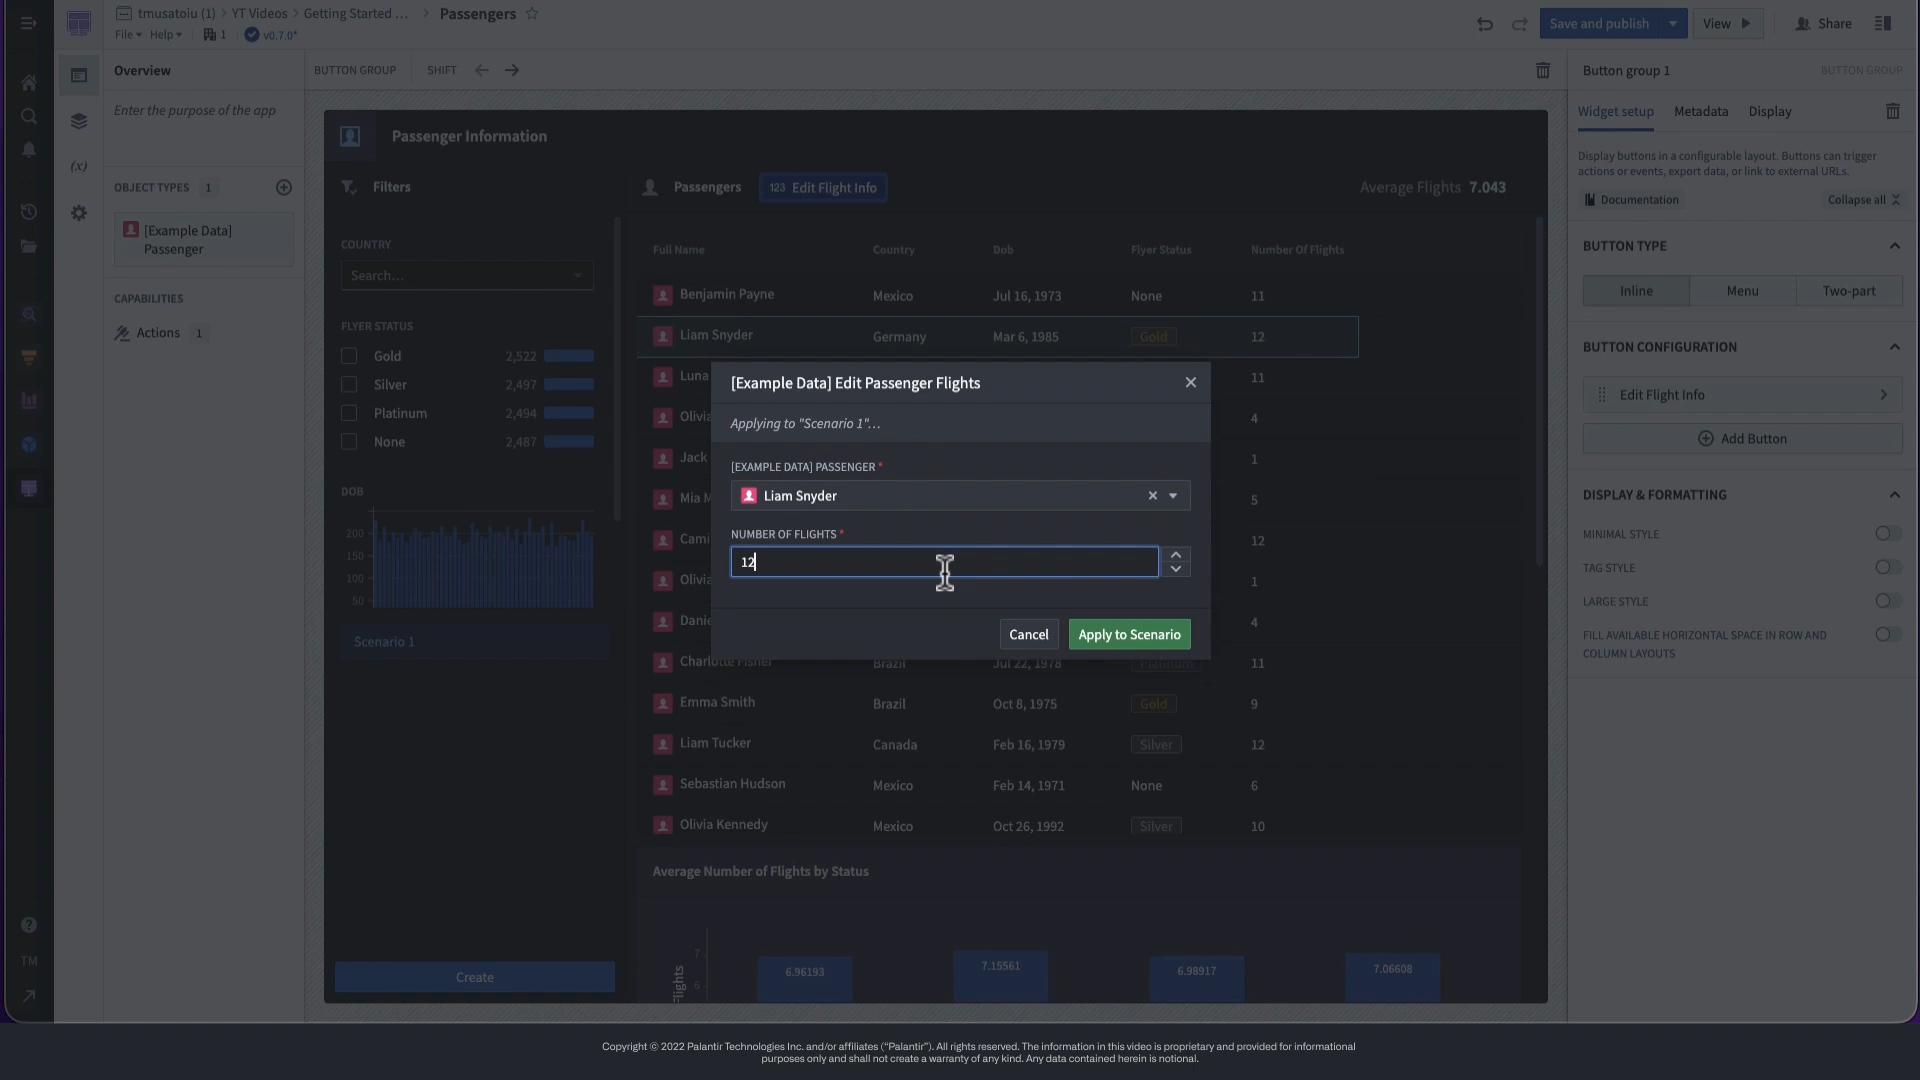 tmusatoiu (1) > YT Videos > Getting Started ... > Passengers
File Help 1 v0.7.0*
Save and publish
View
Share
Overview
Enter the purpose of the app
OBJECT TYPES 1
[Example Data]
Passenger
CAPABILITIES
Actions 1
BUTTON GROUP
SHIFT
Passenger Information
Filters
COUNTRY
Search...
FLYER STATUS
Gold 2,522
Silver 2,497
Platinum 2,494
None 2,487
DOB
200
150
100
50
Scenario 1
Create
Passengers
123 Edit Flight Info
Average Flights 7.043
Full Name Country Dob Flyer Status Number Of Flights
Benjamin Payne Mexico Jul 16, 1973 None 11
Liam Snyder Germany Mar 6, 1985 Gold 12
Luna 11
Olivia 4
Jack 1
Mia M 5
Cami 12
Olivia 1
Danie 4
Charlotte Fisher Brazil Jul 22, 1978 Platinum 11
Emma Smith Brazil Oct 8, 1975 Gold 9
Liam Tucker Canada Feb 16, 1979 Silver 12
Sebastian Hudson Mexico Feb 14, 1971 None 6
Olivia Kennedy Mexico Oct 26, 1992 Silver 10
[Example Data] Edit Passenger Flights
Applying to "Scenario 1"...
[EXAMPLE DATA] PASSENGER *
Liam Snyder
NUMBER OF FLIGHTS *
12
Cancel
Apply to Scenario
Average Number of Flights by Status
Flights
7
6
6.96193
7.15561
6.98917
7.06608
Button group 1
BUTTON GROUP
Widget setup
Metadata
Display
Display buttons in a configurable layout. Buttons can trigger
actions or events, export data, or link to external URLs.
Documentation
Collapse all
BUTTON TYPE
Inline
Menu
Two-part
BUTTON CONFIGURATION
Edit Flight Info
Add Button
DISPLAY & FORMATTING
MINIMAL STYLE
TAG STYLE
LARGE STYLE
FILL AVAILABLE HORIZONTAL SPACE IN ROW AND
COLUMN LAYOUTS
(x)
TM
Copyright © 2022 Palantir Technologies Inc. and/or affiliates (“Palantir”). All rights reserved. The information in this video is proprietary and provided for informational
purposes only and shall not create a warranty of any kind. Any data contained herein is notional.